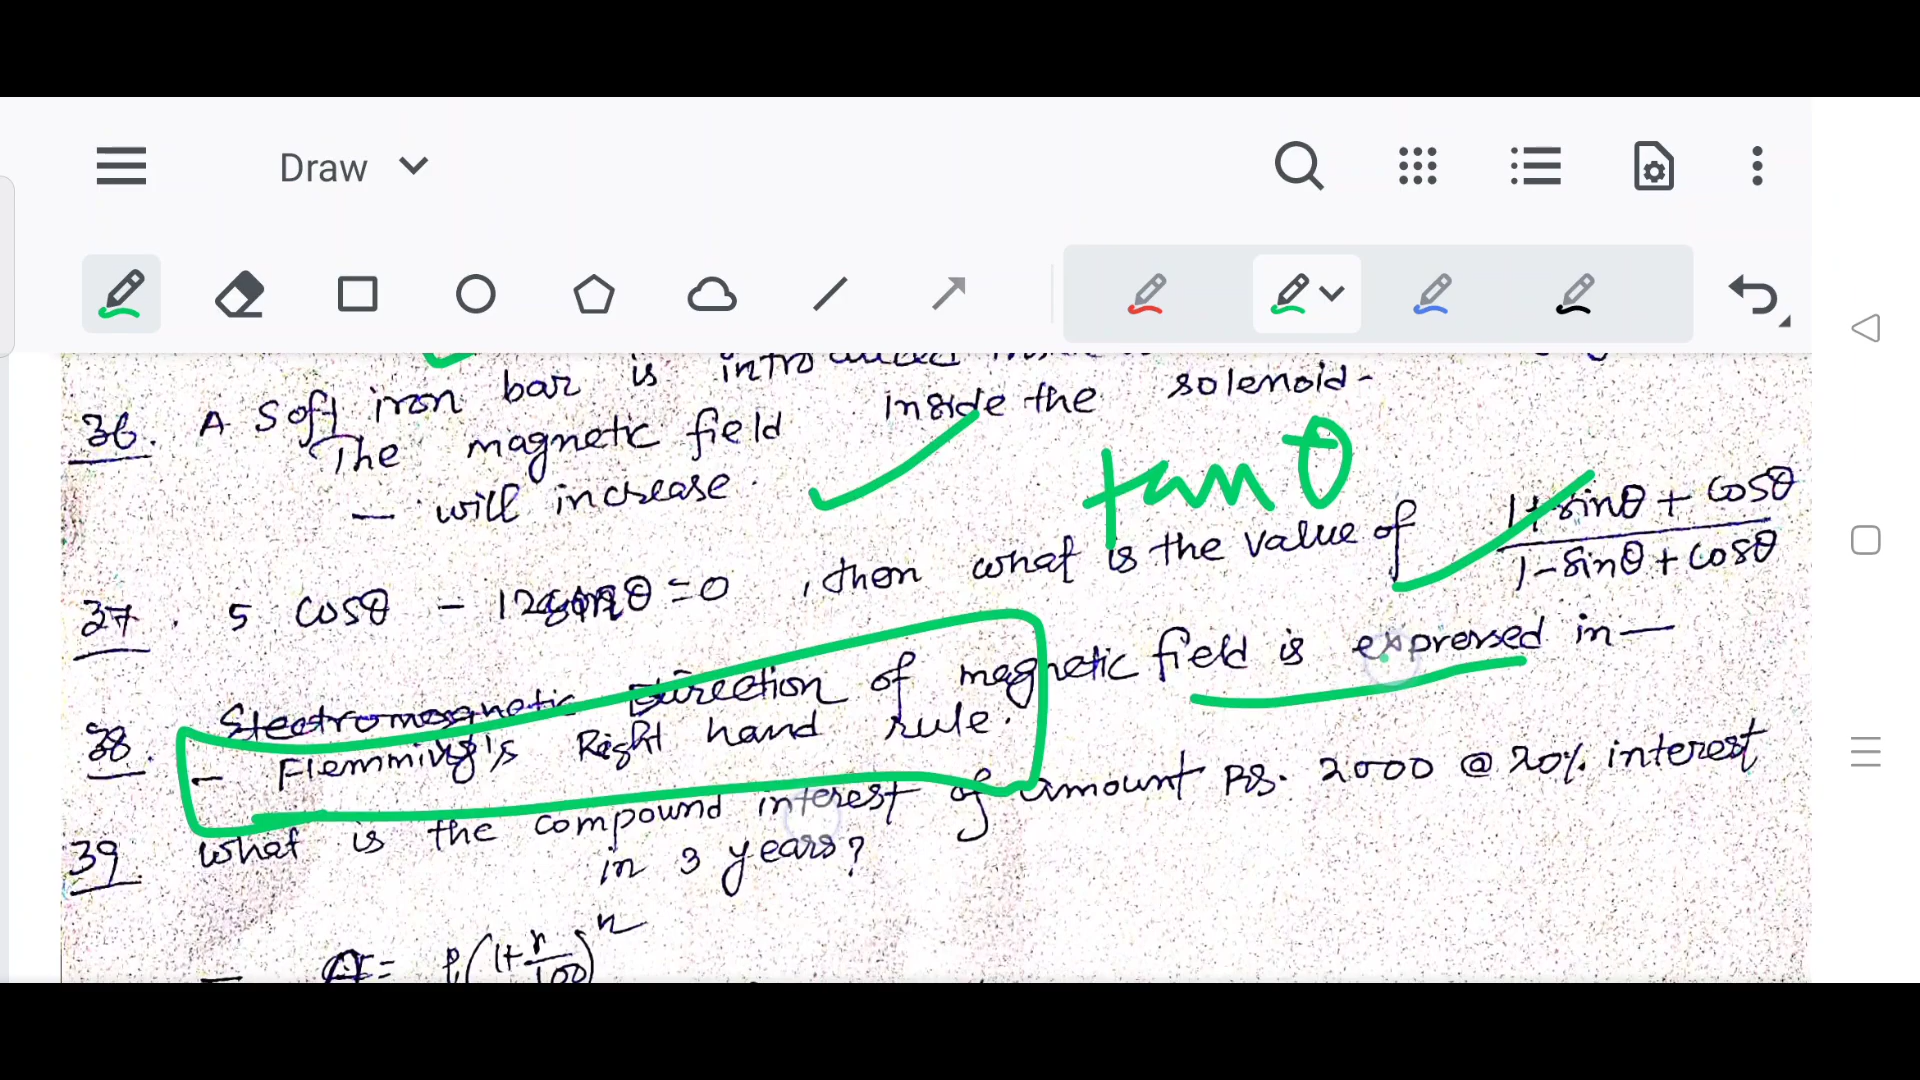 Draw
36. A Soft iron bar is introduced
The magnetic field inside the solenoid-
— will increase.
tan θ
37. 5 cosθ - 12 sinθ = 0, then what is the value of 1+sinθ+cosθ / 1-sinθ+cosθ
38. Electromagnetic Direction of magnetic field is expressed in —
— Flemming's Right hand rule.
39 what is the compound interest of amount Rs. 2000 @ 20% interest
in 3 years?
— A = P(1+r/100)^n